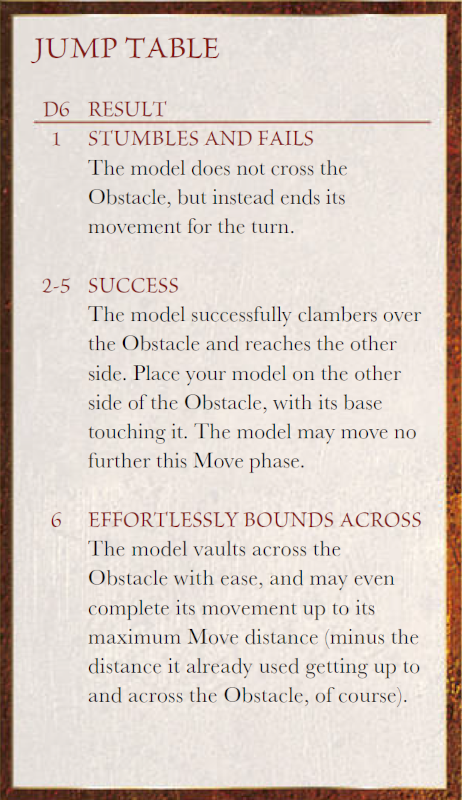 JUMP TABLE
D6 RESULT
1 STUMBLES AND FAILS
The model does not cross the
Obstacle, but instead ends its
movement for the turn.
2-5 SUCCESS
The model successfully clambers over
the Obstacle and reaches the other
side. Place your model on the other
side of the Obstacle, with its base
touching it. The model may move no
further this Move phase.
6 EFFORTLESSLY BOUNDS ACROSS
The model vaults across the
Obstacle with ease, and may even
complete its movement up to its
maximum Move distance (minus the
distance it already used getting up to
and across the Obstacle, of course).